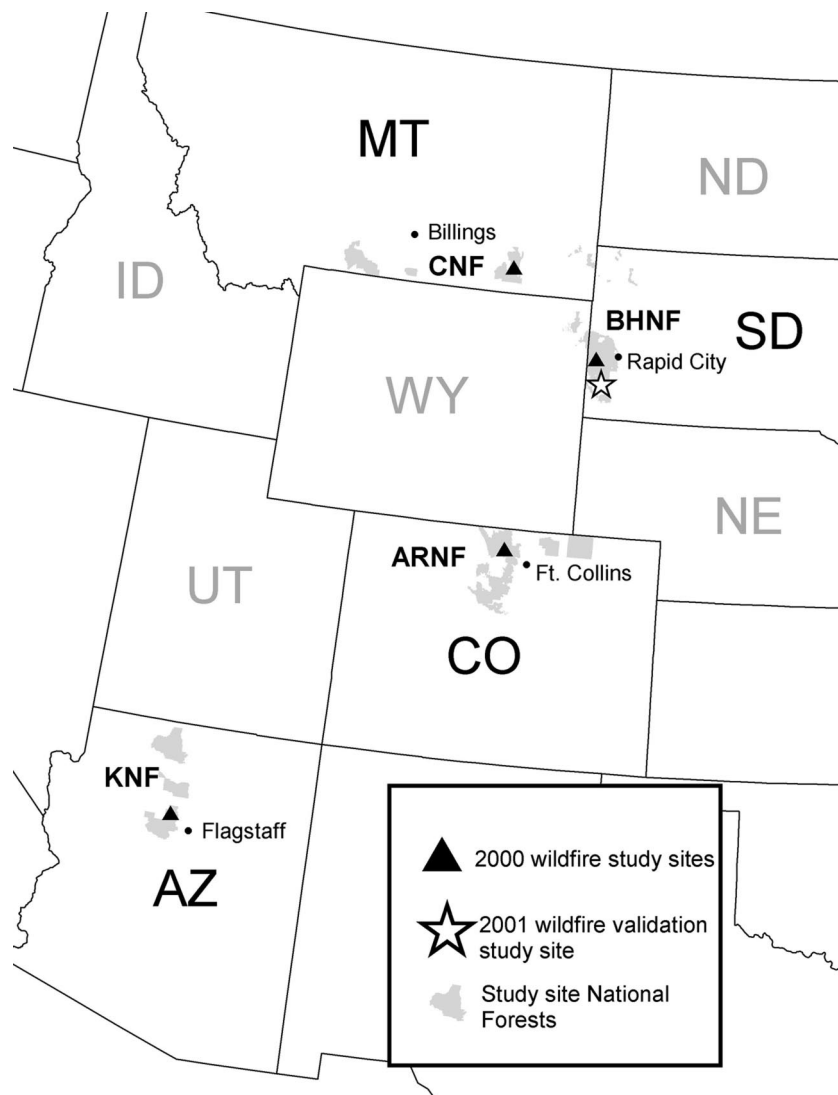 MT
ND
Billings
CNF
ID
BHNF
SD
Rapid City
WY
NE
ARNF
Ft. Collins
UT
CO
KNF
Flagstaff
AZ
2000 wildfire study sites
2001 wildfire validation
study site
Study site National
Forests